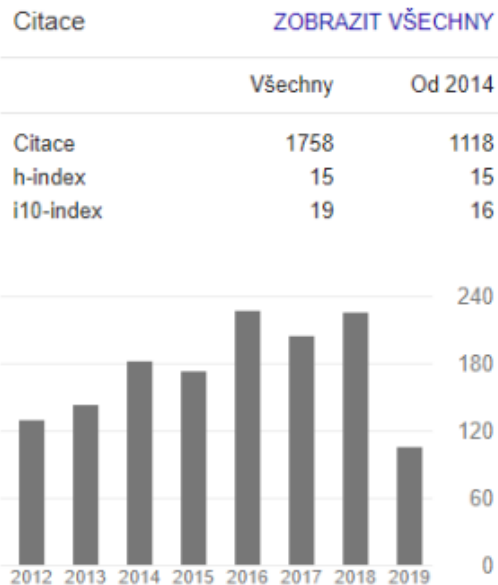 Citace ZOBRAZIT VŠECHNY
Všechny Od 2014
Citace 1758 1118
h-index 15 15
i10-index 19 16
240
180
120
60
0
2012 2013 2014 2015 2016 2017 2018 2019